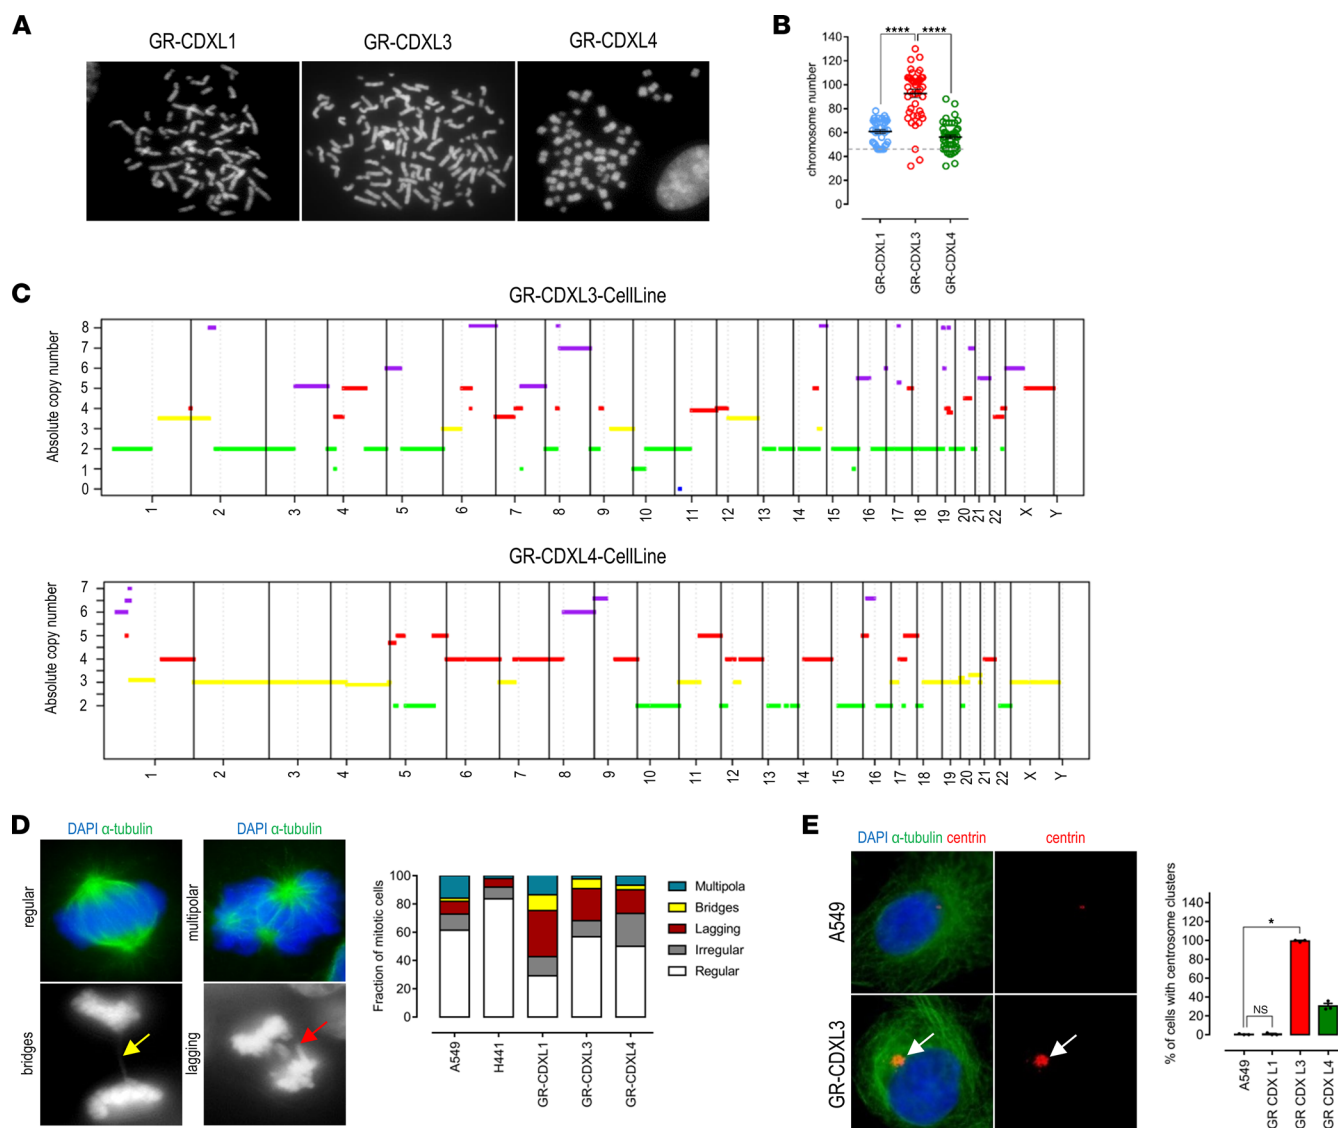 A
GR-CDXL1
GR-CDXL3
GR-CDXL4
B
chromosome number
140
120
100
80
60
40
20
0
****
****
GR-CDXL1
GR-CDXL3
GR-CDXL4
C
GR-CDXL3-CellLine
Absolute copy number
8
7
6
5
4
3
2
1
0
1 2 3 4 5 6 7 8 9 10 11 12 13 14 15 16 17 18 19 20 21 22 X Y
GR-CDXL4-CellLine
Absolute copy number
7
6
5
4
3
2
1 2 3 4 5 6 7 8 9 10 11 12 13 14 15 16 17 18 19 20 21 22 X Y
D
DAPI α-tubulin
DAPI α-tubulin
regular
multipolar
bridges
lagging
Fraction of mitotic cells
100
80
60
40
20
0
A549
H441
GR-CDXL1
GR-CDXL3
GR-CDXL4
Multipola
Bridges
Lagging
Irregular
Regular
E
DAPI α-tubulin centrin
centrin
A549
GR-CDXL3
% of cells with centrosome clusters
140
120
100
80
60
40
20
0
*
NS
A549
GR CDX L1
GR CDX L3
GR CDX L4